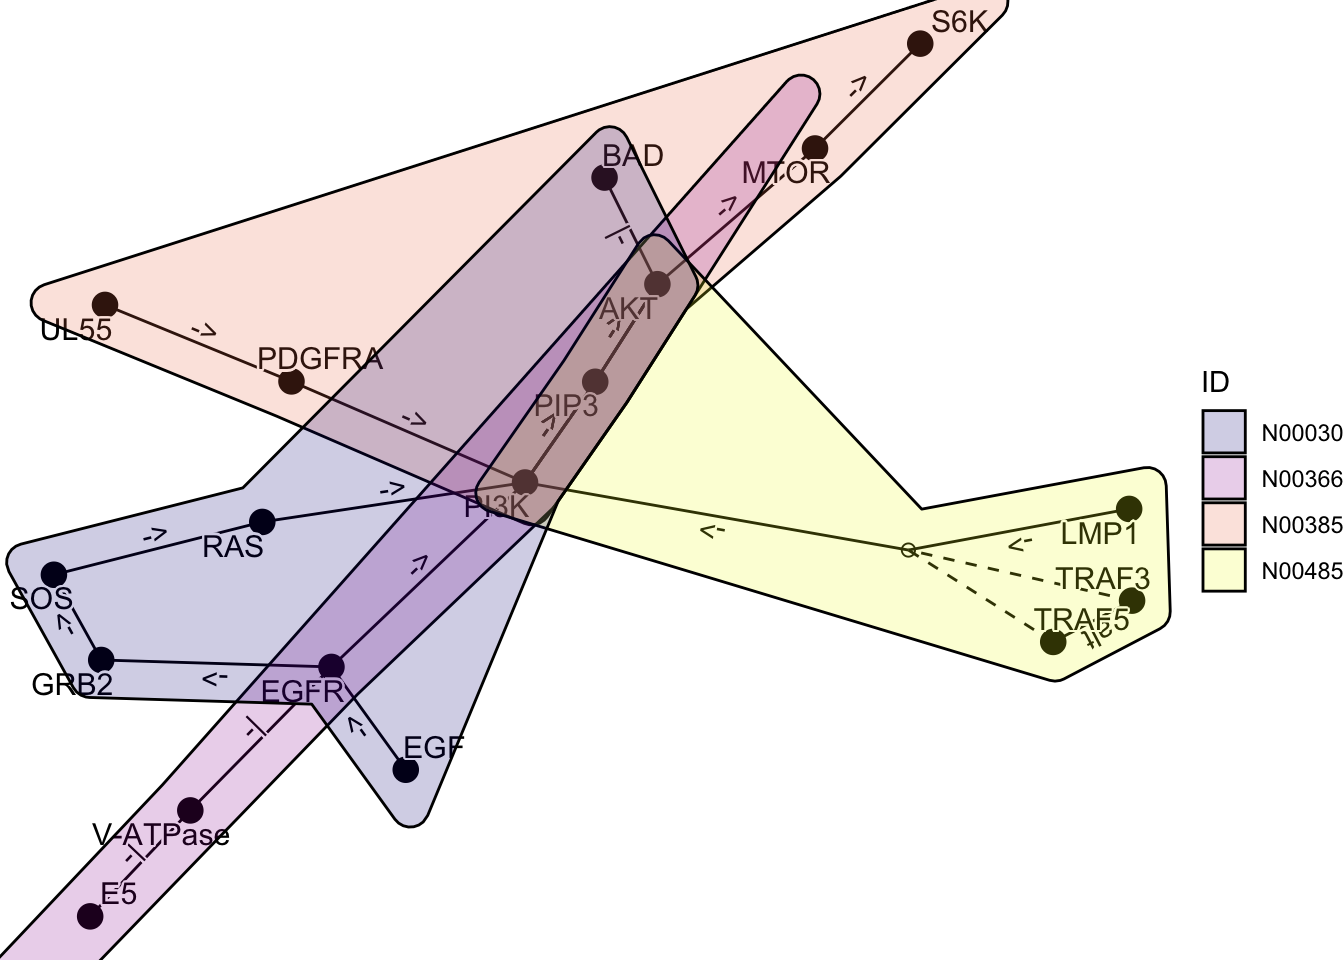 S6K
BAD
MTOR
UL55
AKT
PDGFRA
PIP3
PI3K
RAS
SOS
GRB2
EGFR
EGF
V-ATPase
E5
LMP1
TRAF3
TRAF5
->
->
-|
->
->
->
->
->
->
<-
->
->
-|
->
-|
<-
<-
ID
N00030
N00366
N00385
N00485